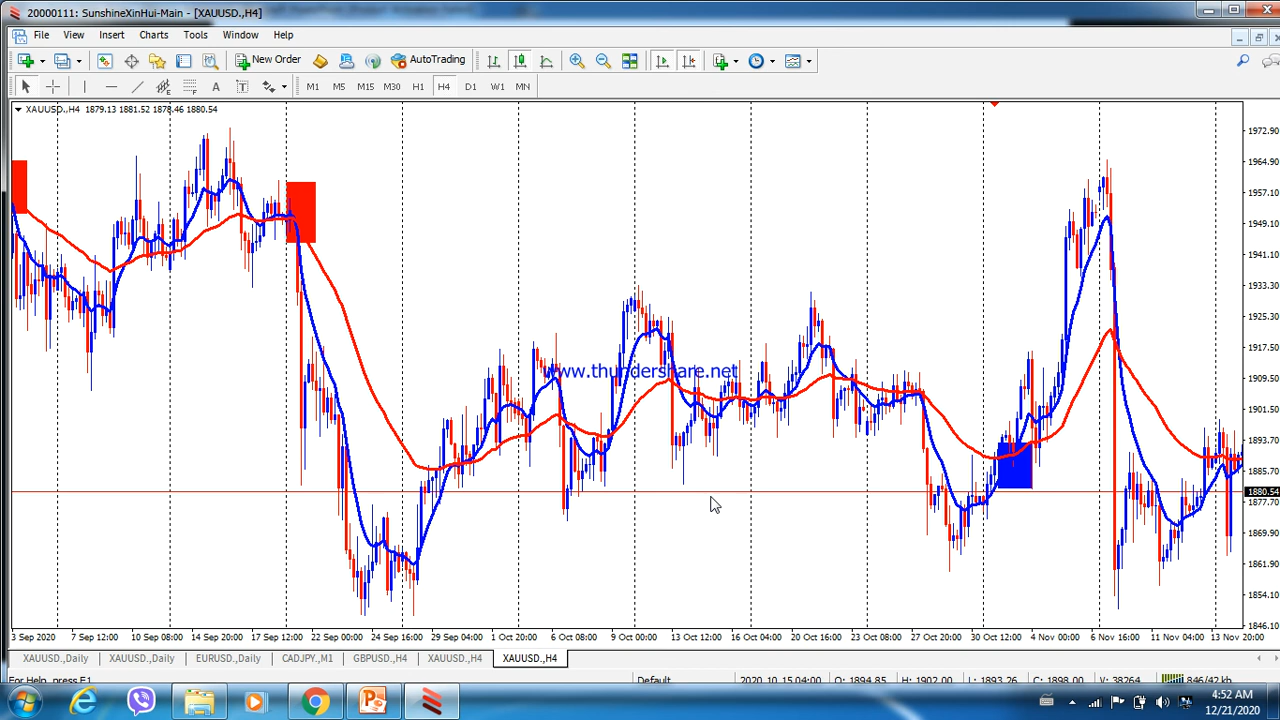 20000111: SunshineXinHui-Main - [XAUUSD.,H4]
File View Insert Charts Tools Window Help
New Order AutoTrading
A T M1 M5 M15 M30 H1 H4 D1 W1 MN
XAUUSD.,H4 1879.13 1881.52 1878.46 1880.54
1972.90
1964.90
1957.10
1949.10
1941.10
1933.30
1925.30
1917.50
www.thundershare.net
1909.50
1901.50
1893.70
1885.70
1880.54
1877.70
1869.90
1861.90
1854.10
1846.10
3 Sep 2020 7 Sep 12:00 10 Sep 08:00 14 Sep 20:00 17 Sep 12:00 22 Sep 00:00 24 Sep 16:00 29 Sep 04:00 1 Oct 20:00 6 Oct 08:00 9 Oct 00:00 13 Oct 12:00 16 Oct 04:00 20 Oct 16:00 23 Oct 08:00 27 Oct 20:00 30 Oct 12:00 4 Nov 00:00 6 Nov 16:00 11 Nov 04:00 13 Nov 20:00
XAUUSD.,Daily XAUUSD.,Daily EURUSD.,Daily CADJPY.,M1 GBPUSD.,H4 XAUUSD.,H4 XAUUSD.,H4
For Help, press F1 Default 2020.10.15 04:00 O: 1894.85 H: 1902.00 L: 1893.26 C: 1898.00 V: 38264 846/42 kb
4:52 AM
12/21/2020